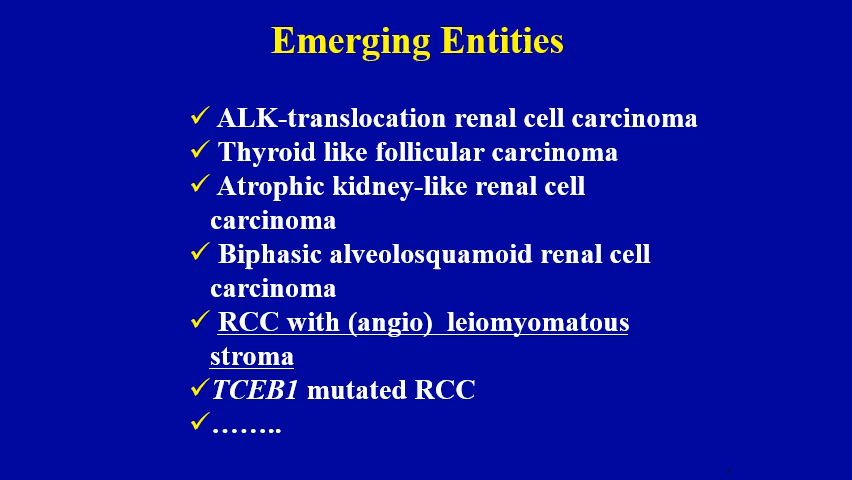 Emerging Entities
✓ ALK-translocation renal cell carcinoma
✓ Thyroid like follicular carcinoma
✓ Atrophic kidney-like renal cell
carcinoma
✓ Biphasic alveolosquamoid renal cell
carcinoma
✓ RCC with (angio) leiomyomatous
stroma
✓ TCEB1 mutated RCC
✓ ........